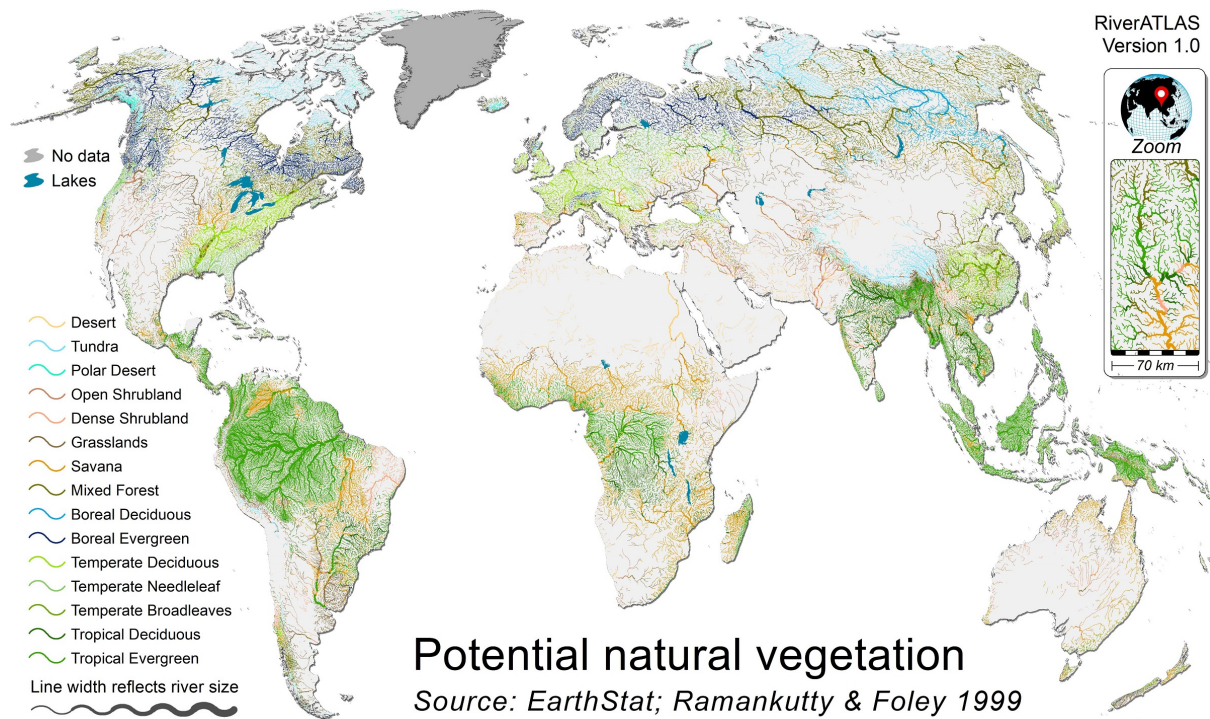 RiverATLAS
Version 1.0
Zoom
No data
Lakes
Desert
Tundra
Polar Desert
Open Shrubland
Dense Shrubland
Grasslands
Savana
Mixed Forest
Boreal Deciduous
Boreal Evergreen
Temperate Deciduous
Temperate Needleleaf
Temperate Broadleaves
Tropical Deciduous
Tropical Evergreen
Line width reflects river size
70 km
Potential natural vegetation
Source: EarthStat; Ramankutty & Foley 1999